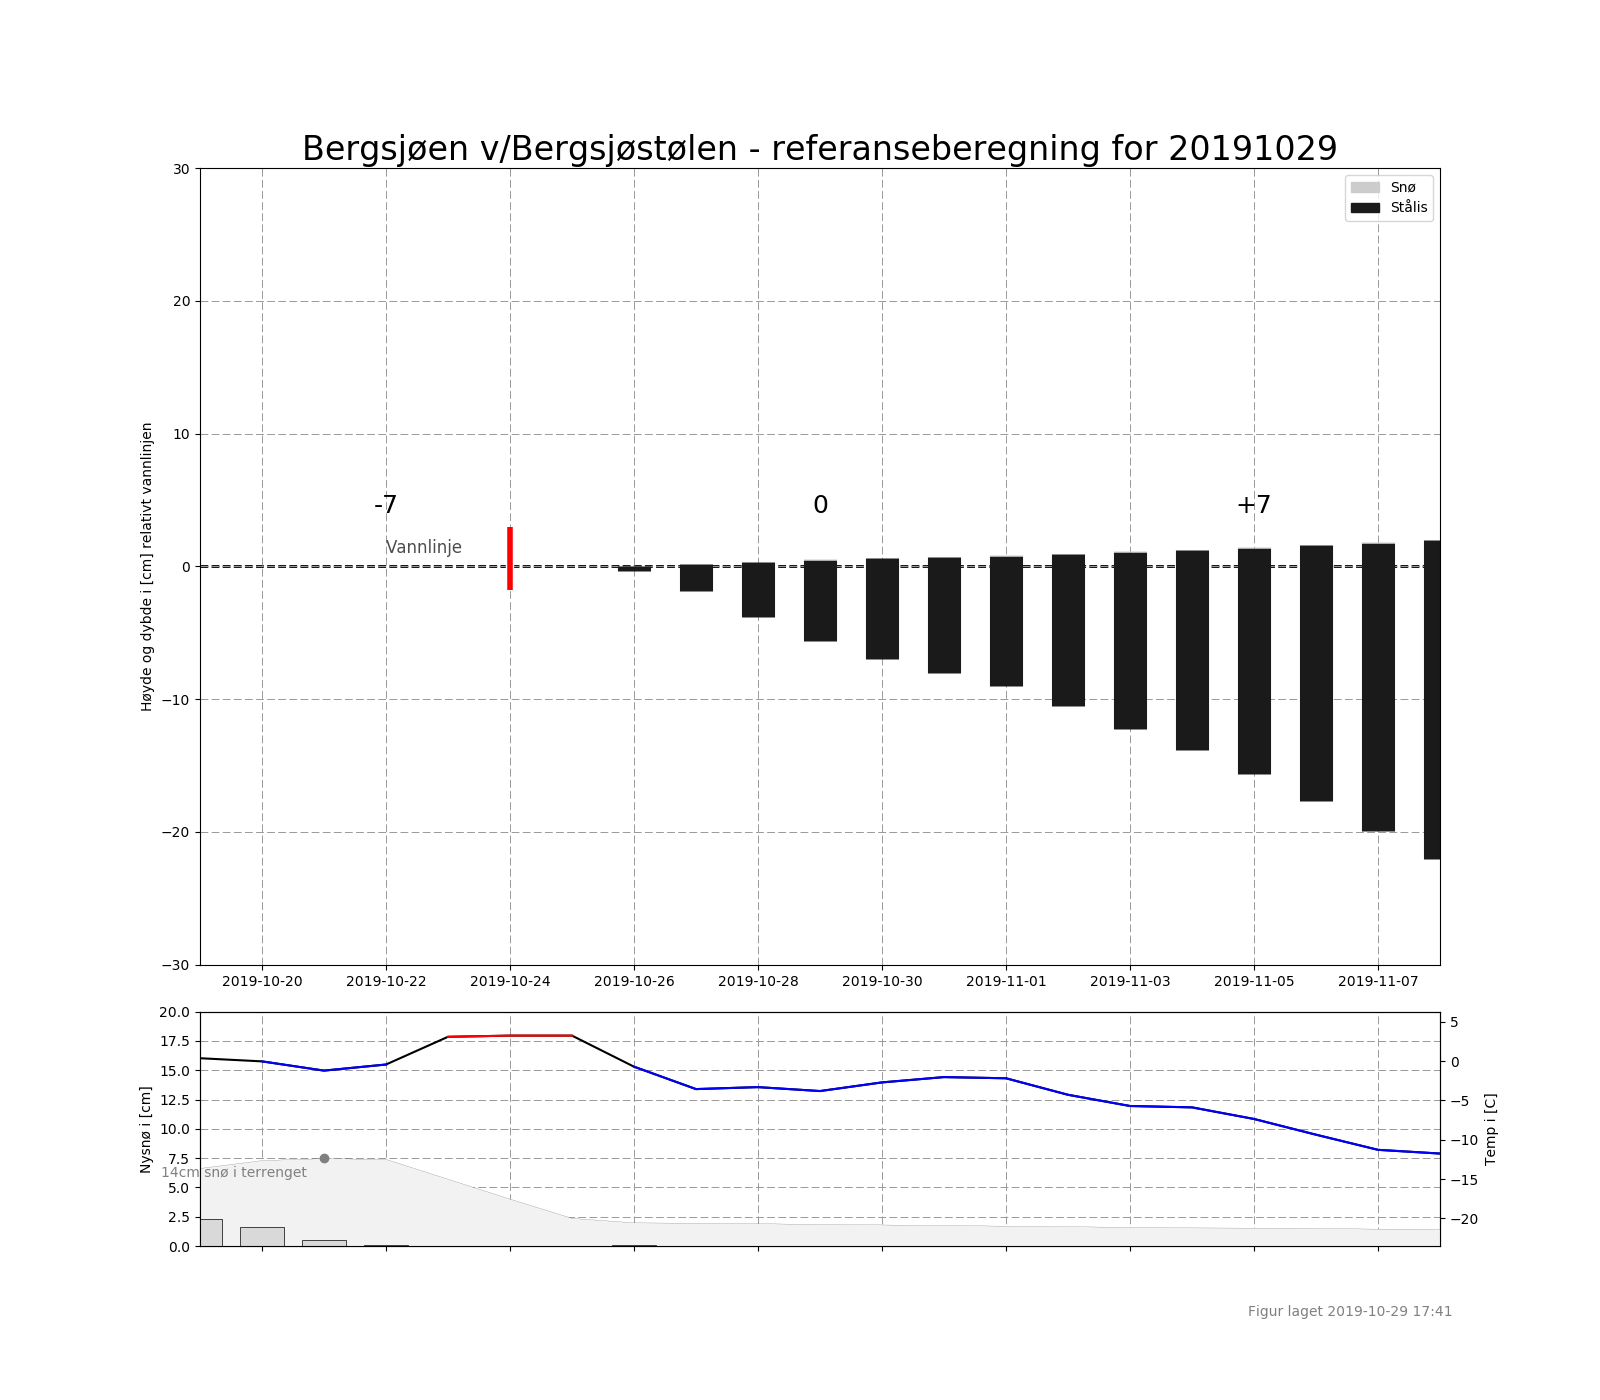 Bergsjøen v/Bergsjøstølen - referanseberegning for 20191029
Snø
Stålis
Høyde og dybde i [cm] relativt vannlinjen
30
20
10
0
−10
−20
−30
-7
0
+7
Vannlinje
2019-10-20 2019-10-22 2019-10-24 2019-10-26 2019-10-28 2019-10-30 2019-11-01 2019-11-03 2019-11-05 2019-11-07
Nysnø i [cm]
20.0
17.5
15.0
12.5
10.0
7.5
5.0
2.5
0.0
14cm snø i terrenget
5
0
−5
−10
−15
−20
Temp i [C]
Figur laget 2019-10-29 17:41